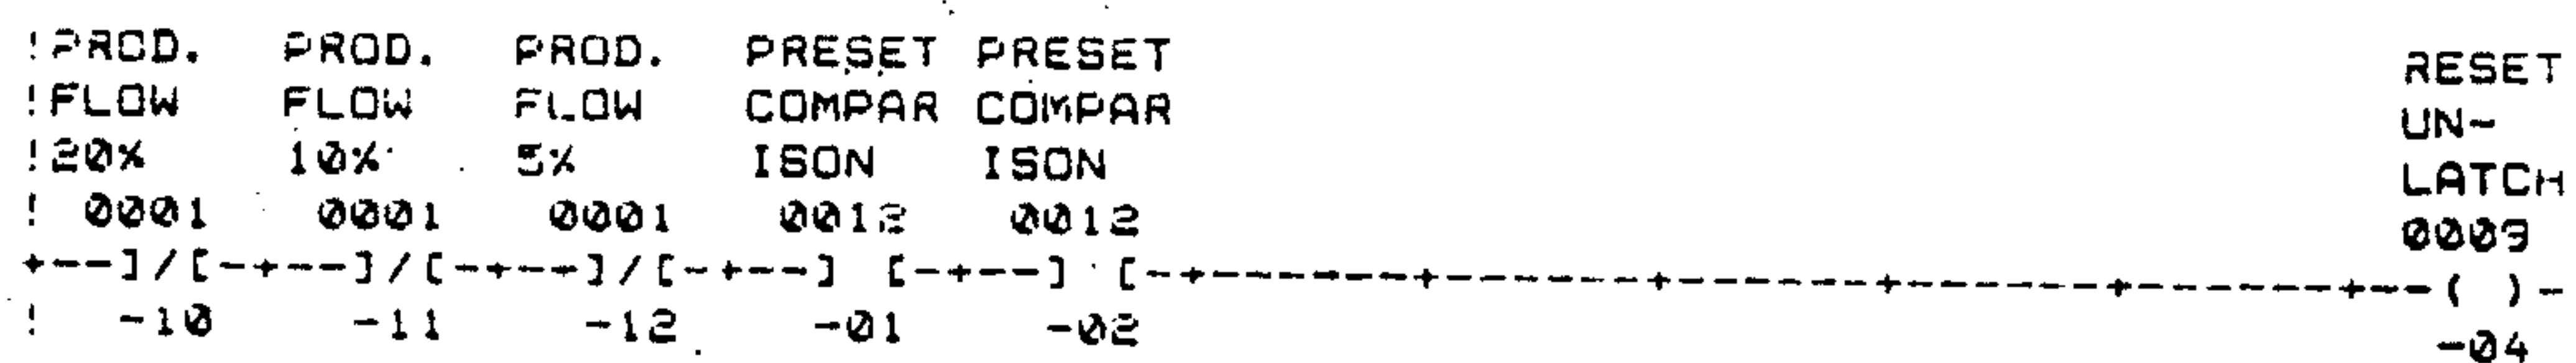 !PROD. PROD. PROD. PRESET PRESET RESET
!FLOW FLOW FLOW COMPAR COMPAR UN-
!20% 10% 5% ISON ISON LATCH
! 0001 0001 0001 0012 0012 0009
+--]/[-+--]/[-+--]/[-+--] [-+--] [-+-------+-------+-------+-------+-------+--( )-
! -10 -11 -12 -01 -02 -04